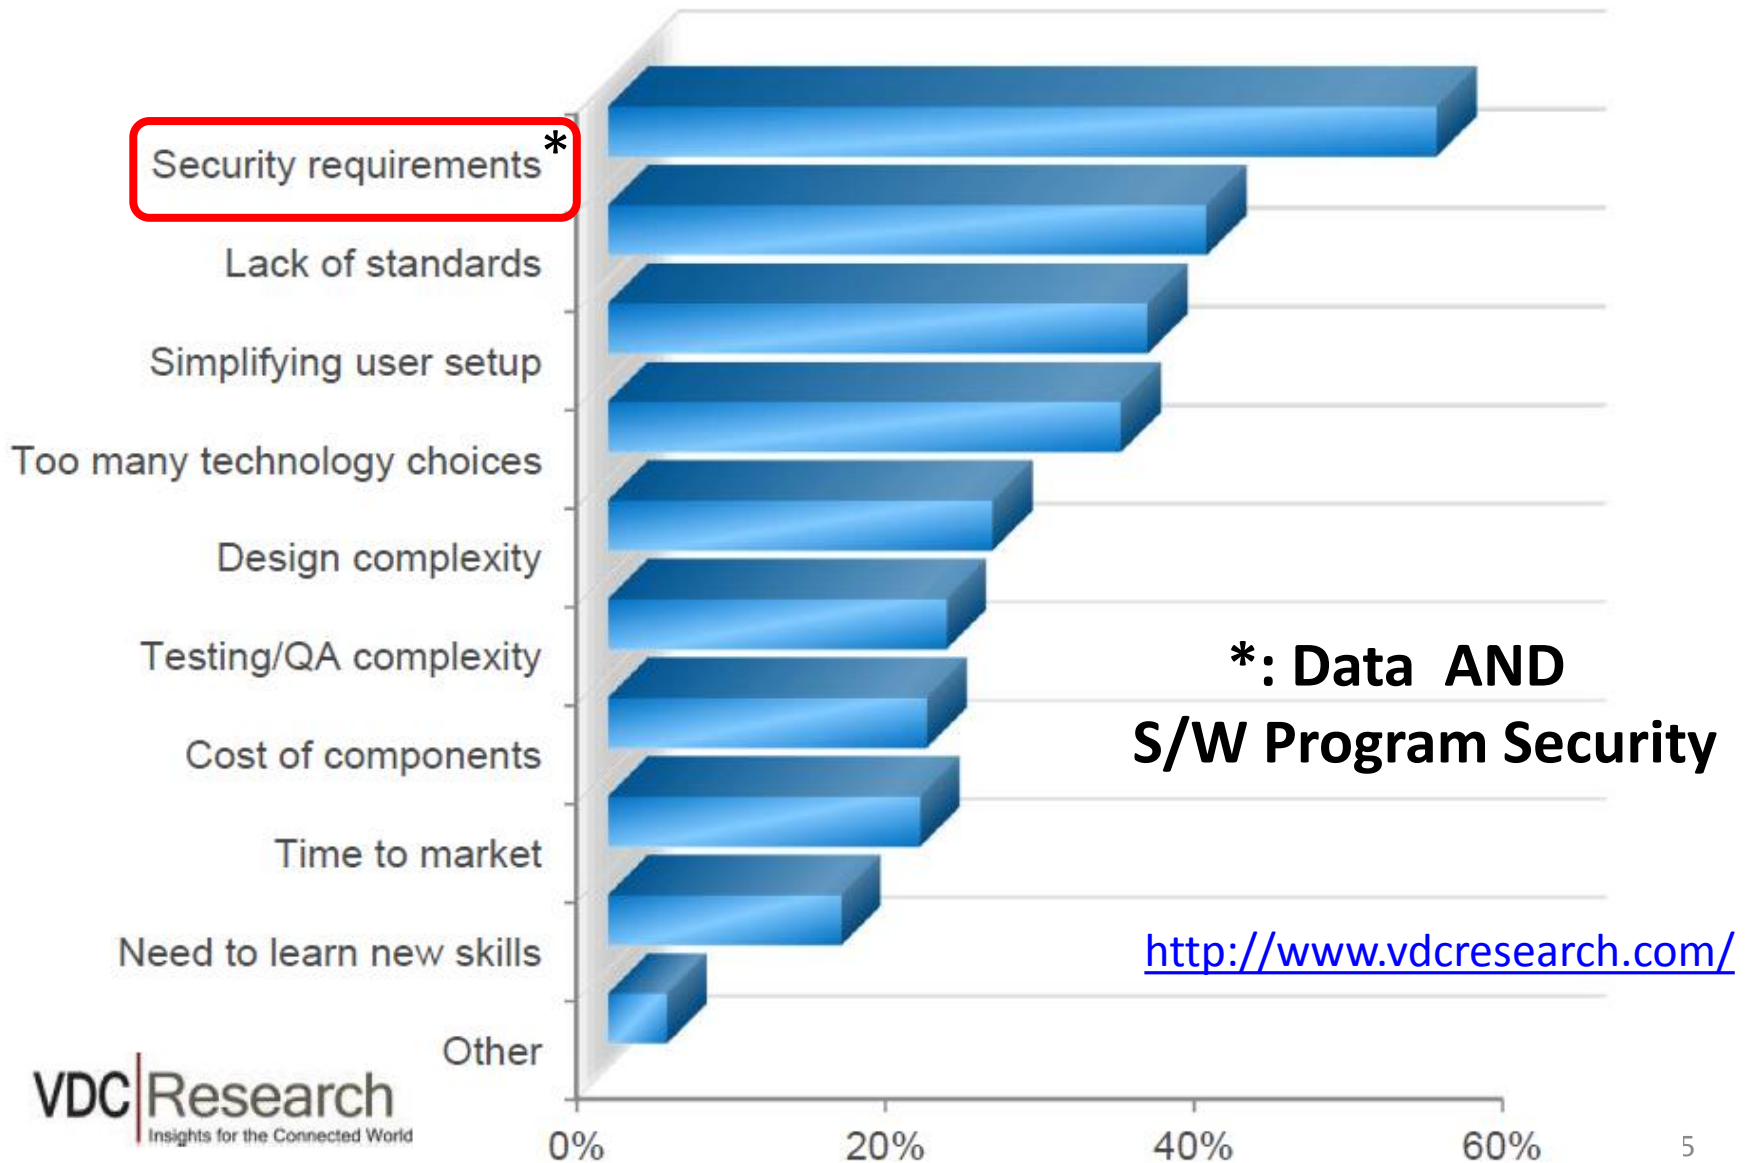 Security requirements*
Lack of standards
Simplifying user setup
Too many technology choices
Design complexity
Testing/QA complexity
*: Data AND
S/W Program Security
Cost of components
Time to market
Need to learn new skills
http://www.vdcresearch.com/
Other
VDC Research
Insights for the Connected World
0% 20% 40% 60%
5